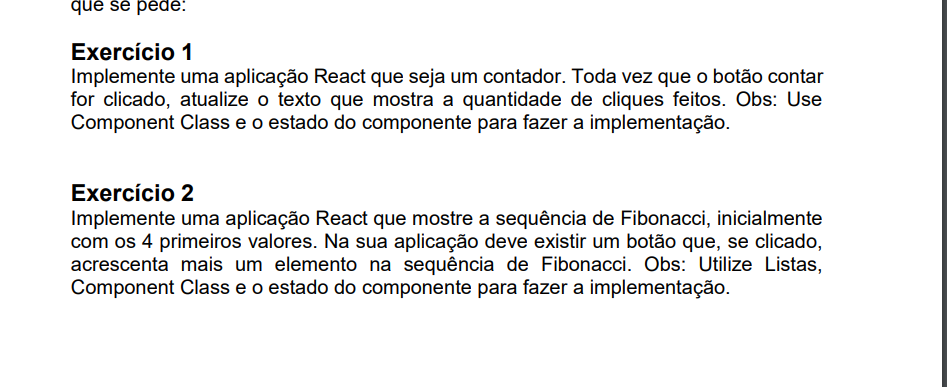 que se pede:
Exercício 1
Implemente uma aplicação React que seja um contador. Toda vez que o botão contar
for clicado, atualize o texto que mostra a quantidade de cliques feitos. Obs: Use
Component Class e o estado do componente para fazer a implementação.
Exercício 2
Implemente uma aplicação React que mostre a sequência de Fibonacci, inicialmente
com os 4 primeiros valores. Na sua aplicação deve existir um botão que, se clicado,
acrescenta mais um elemento na sequência de Fibonacci. Obs: Utilize Listas,
Component Class e o estado do componente para fazer a implementação.